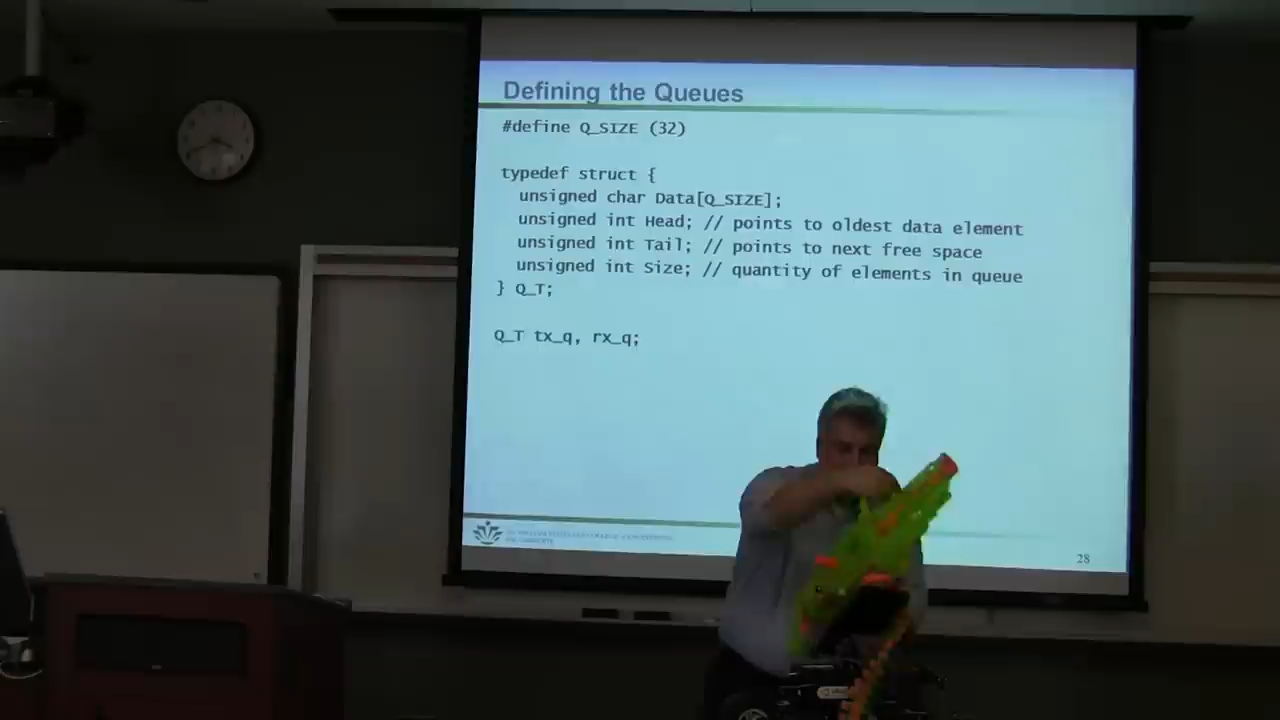 Defining the Queues
#define Q_SIZE (32)
typedef struct {
unsigned char Data[Q_SIZE];
unsigned int Head; // points to oldest data element
unsigned int Tail; // points to next free space
unsigned int Size; // quantity of elements in queue
} Q_T;
Q_T tx_q, rx_q;
28